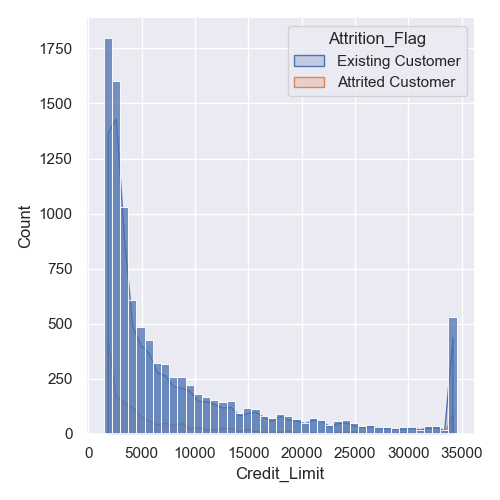 Attrition_Flag
Existing Customer
Attrited Customer
1750
1500
1250
1000
750
500
250
0
Count
0 5000 10000 15000 20000 25000 30000 35000
Credit_Limit